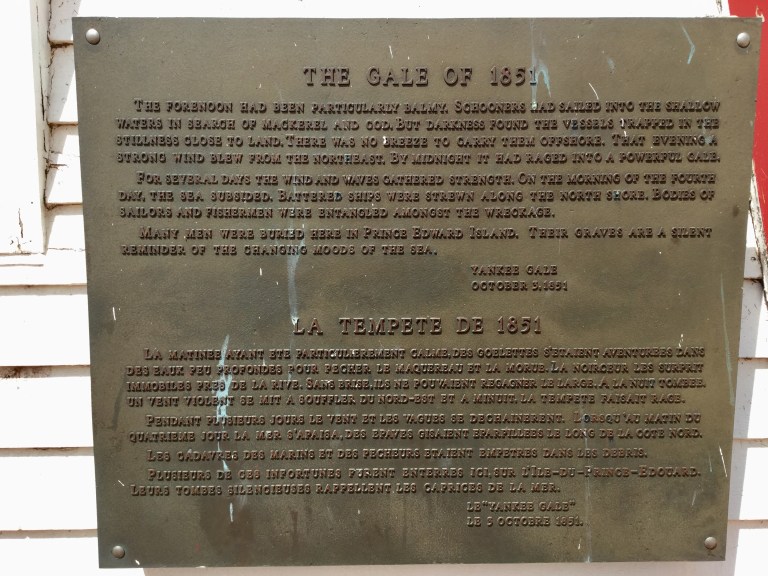 THE GALE OF 1851
THE FORENOON HAD BEEN PARTICULARLY BALMY. SCHOONERS HAD SAILED INTO THE SHALLOW
WATERS IN SEARCH OF MACKEREL AND COD. BUT DARKNESS FOUND THE VESSELS TRAPPED IN THE
STILLNESS CLOSE TO LAND. THERE WAS NO BREEZE TO CARRY THEM OFFSHORE. THAT EVENING A
STRONG WIND BLEW FROM THE NORTHEAST. BY MIDNIGHT IT HAD RAGED INTO A POWERFUL GALE.
FOR SEVERAL DAYS THE WIND AND WAVES GATHERED STRENGTH. ON THE MORNING OF THE FOURTH
DAY, THE SEA SUBSIDED. BATTERED SHIPS WERE STREWN ALONG THE NORTH SHORE. BODIES OF
SAILORS AND FISHERMEN WERE ENTANGLED AMONGST THE WRECKAGE.
MANY MEN WERE BURIED HERE IN PRINCE EDWARD ISLAND. THEIR GRAVES ARE A SILENT
REMINDER OF THE CHANGING MOODS OF THE SEA.
YANKEE GALE
OCTOBER 3, 1851
LA TEMPETE DE 1851
LA MATINEE AYANT ETE PARTICULIEREMENT CALME, DES GOELETTES S'ETAIENT AVENTUREES DANS
DES EAUX PEU PROFONDES POUR PECHER LE MAQUEREAU ET LA MORUE. LA NOIRCEUR LES SURPRIT
IMMOBILES PRES DE LA RIVE. SANS BRISE, ILS NE POUVAIENT REGAGNER LE LARGE. A LA NUIT TOMBEE,
UN VENT VIOLENT SE MIT A SOUFFLER DU NORD-EST ET A MINUIT, LA TEMPETE FAISAIT RAGE.
PENDANT PLUSIEURS JOURS LE VENT ET LES VAGUES SE DECHAINERENT. LORSQU'AU MATIN DU
QUATRIEME JOUR LA MER S'APAISA, DES EPAVES GISAIENT EPARPILLEES LE LONG DE LA COTE NORD.
LES CADAVRES DES MARINS ET DES PECHEURS ETAIENT EMPETRES DANS LES DEBRIS.
PLUSIEURS DE CES INFORTUNES FURENT ENTERRES ICI, SUR L'ILE-DU-PRINCE-EDOUARD.
LEURS TOMBES SILENCIEUSES RAPPELLENT LES CAPRICES DE LA MER.
LE "YANKEE GALE"
LE 3 OCTOBRE 1851.